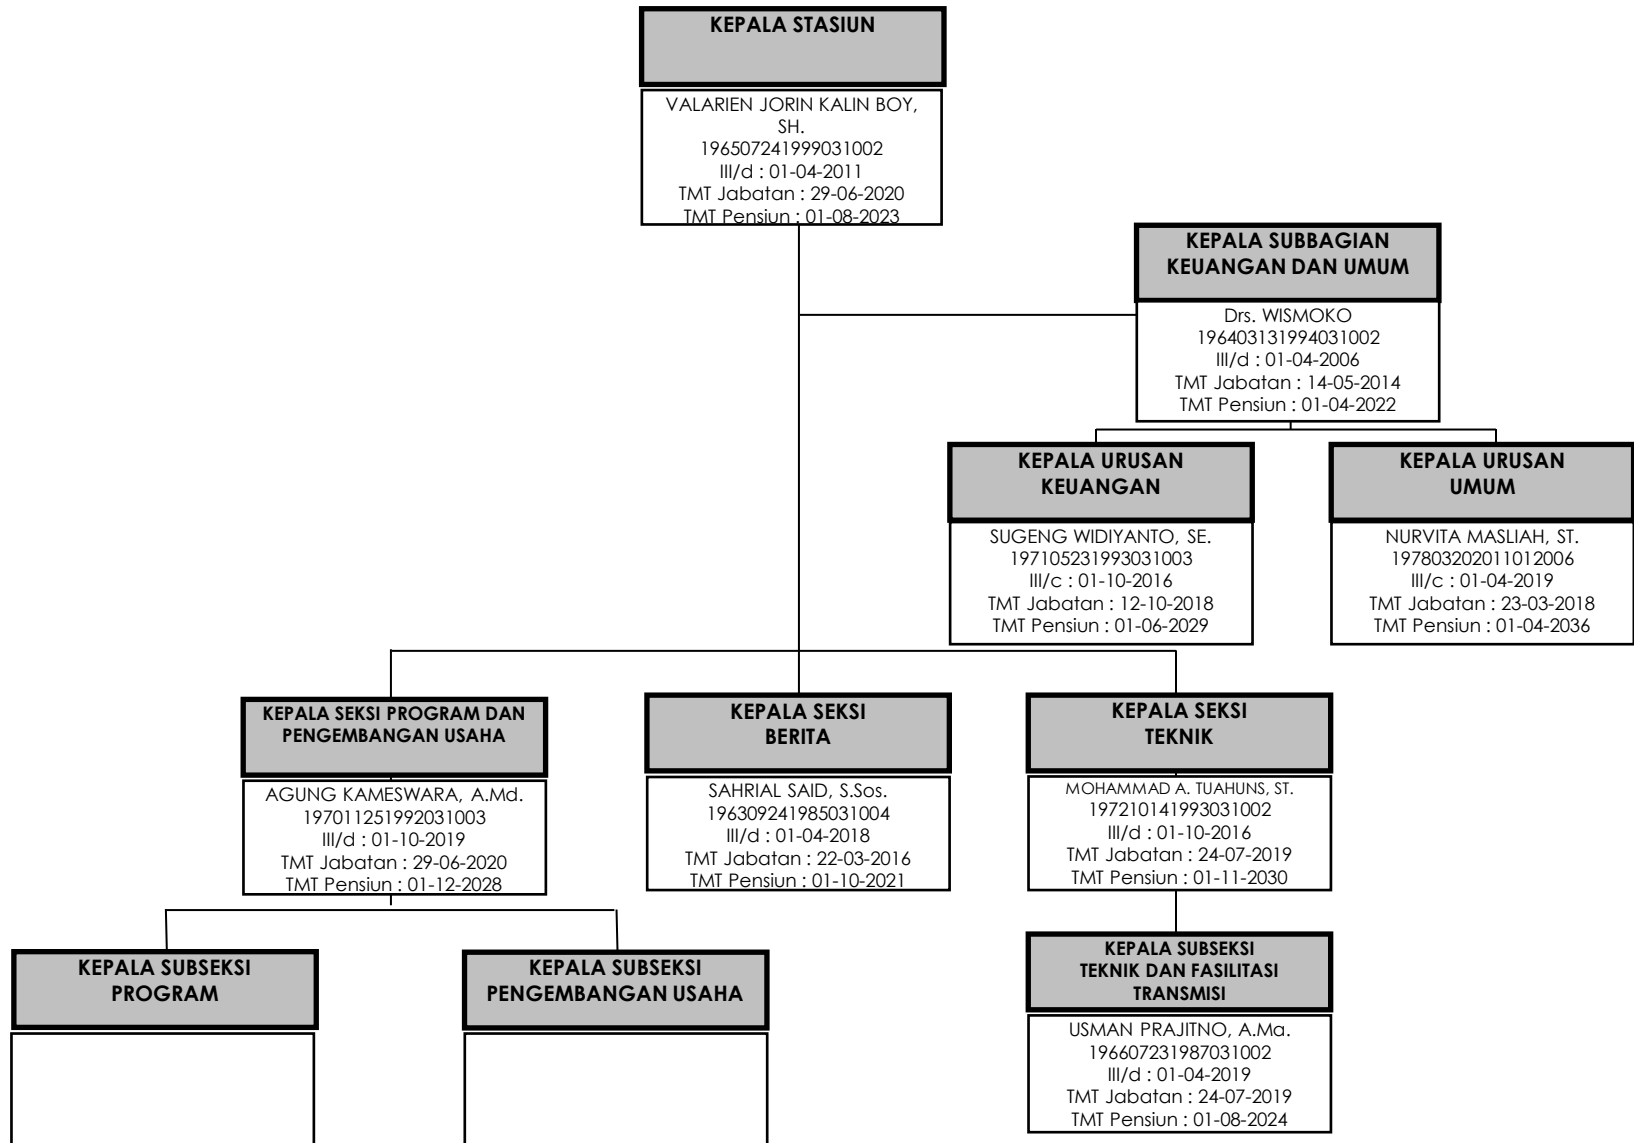 KEPALA STASIUN
VALARIEN JORIN KALIN BOY,
SH.
196507241999031002
III/d : 01-04-2011
TMT Jabatan : 29-06-2020
TMT Pensiun : 01-08-2023
KEPALA SUBBAGIAN
KEUANGAN DAN UMUM
Drs. WISMOKO
196403131994031002
III/d : 01-04-2006
TMT Jabatan : 14-05-2014
TMT Pensiun : 01-04-2022
KEPALA URUSAN
KEUANGAN
SUGENG WIDIYANTO, SE.
197105231993031003
III/c : 01-10-2016
TMT Jabatan : 12-10-2018
TMT Pensiun : 01-06-2029
KEPALA URUSAN
UMUM
NURVITA MASLIAH, ST.
197803202011012006
III/c : 01-04-2019
TMT Jabatan : 23-03-2018
TMT Pensiun : 01-04-2036
KEPALA SEKSI PROGRAM DAN
PENGEMBANGAN USAHA
AGUNG KAMESWARA, A.Md.
197011251992031003
III/d : 01-10-2019
TMT Jabatan : 29-06-2020
TMT Pensiun : 01-12-2028
KEPALA SEKSI
BERITA
SAHRIAL SAID, S.Sos.
196309241985031004
III/d : 01-04-2018
TMT Jabatan : 22-03-2016
TMT Pensiun : 01-10-2021
KEPALA SEKSI
TEKNIK
MOHAMMAD A. TUAHUNS, ST.
197210141993031002
III/d : 01-10-2016
TMT Jabatan : 24-07-2019
TMT Pensiun : 01-11-2030
KEPALA SUBSEKSI
PROGRAM
KEPALA SUBSEKSI
PENGEMBANGAN USAHA
KEPALA SUBSEKSI
TEKNIK DAN FASILITASI
TRANSMISI
USMAN PRAJITNO, A.Ma.
196607231987031002
III/d : 01-04-2019
TMT Jabatan : 24-07-2019
TMT Pensiun : 01-08-2024